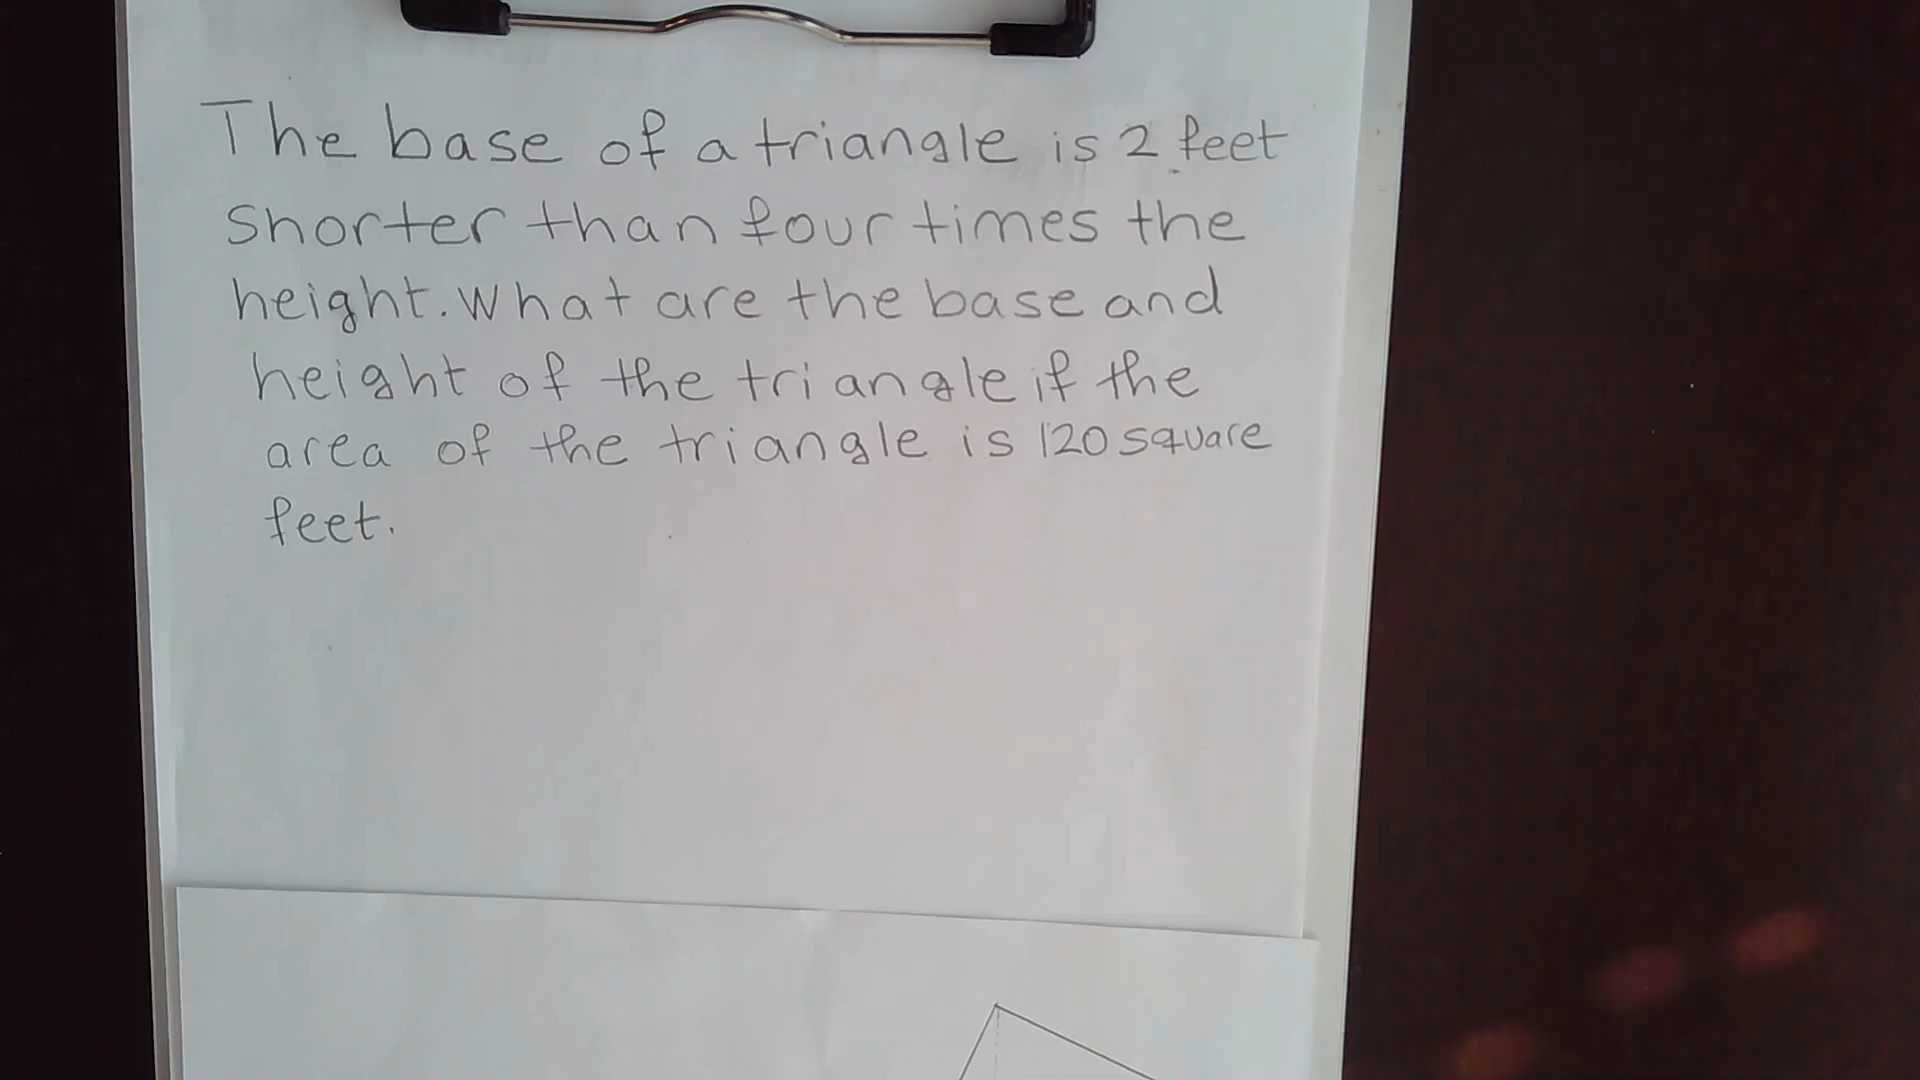 The base of a triangle is 2 feet
shorter than four times the
height. What are the base and
height of the triangle if the
area of the triangle is 120 square
feet.